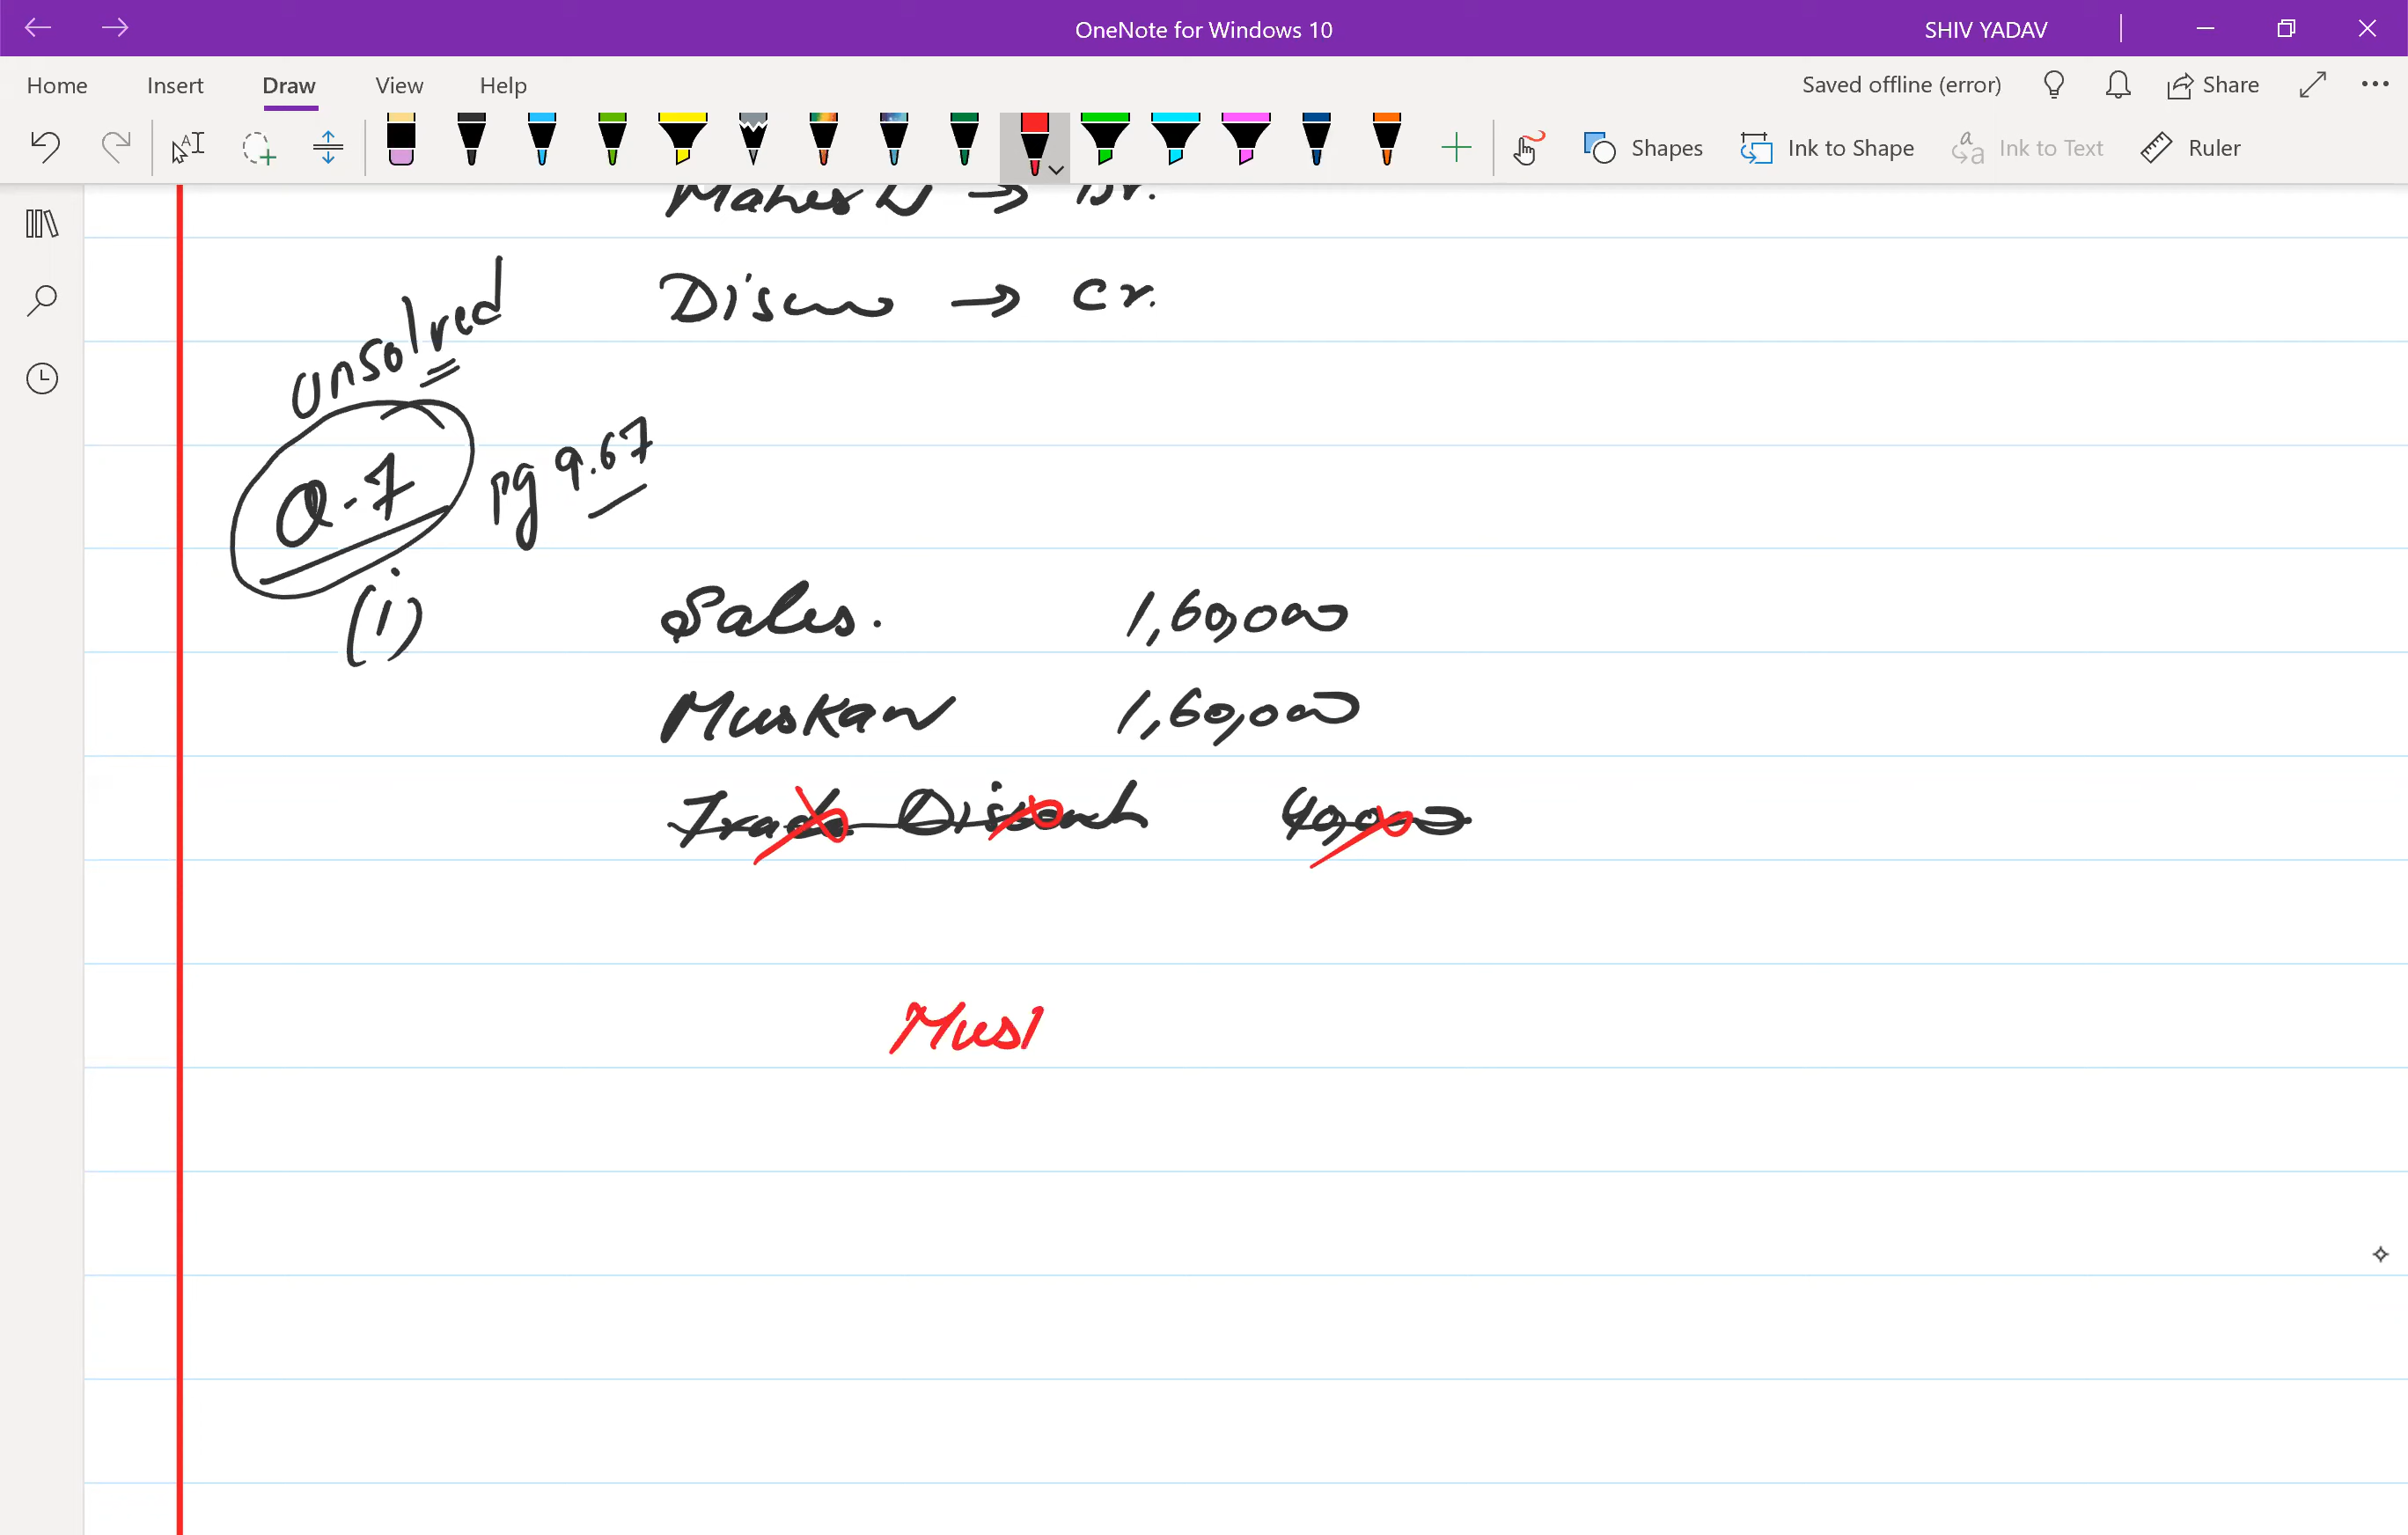 OneNote for Windows 10
SHIV YADAV
Home Insert Draw View Help
Saved offline (error)
Share
Shapes
Ink to Shape
Ink to Text
Ruler
→ Dr.
→ Cr.
unsolved
Q-7 pg 9.67
(i)
Sales. 1,60,000
Muskan 1,60,000
Trade Discount 40,000
Musl